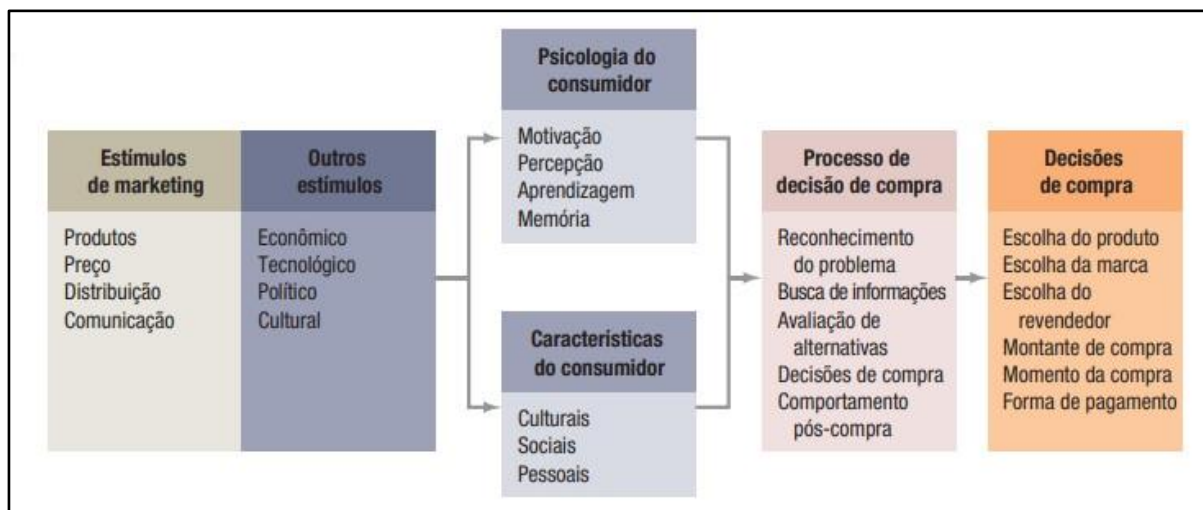 Estímulos
de marketing
Produtos
Preço
Distribuição
Comunicação
Outros
estímulos
Econômico
Tecnológico
Político
Cultural
Psicologia do
consumidor
Motivação
Percepção
Aprendizagem
Memória
Características
do consumidor
Culturais
Sociais
Pessoais
Processo de
decisão de compra
Reconhecimento
do problema
Busca de informações
Avaliação de
alternativas
Decisões de compra
Comportamento
pós-compra
Decisões
de compra
Escolha do produto
Escolha da marca
Escolha do
revendedor
Montante de compra
Momento da compra
Forma de pagamento